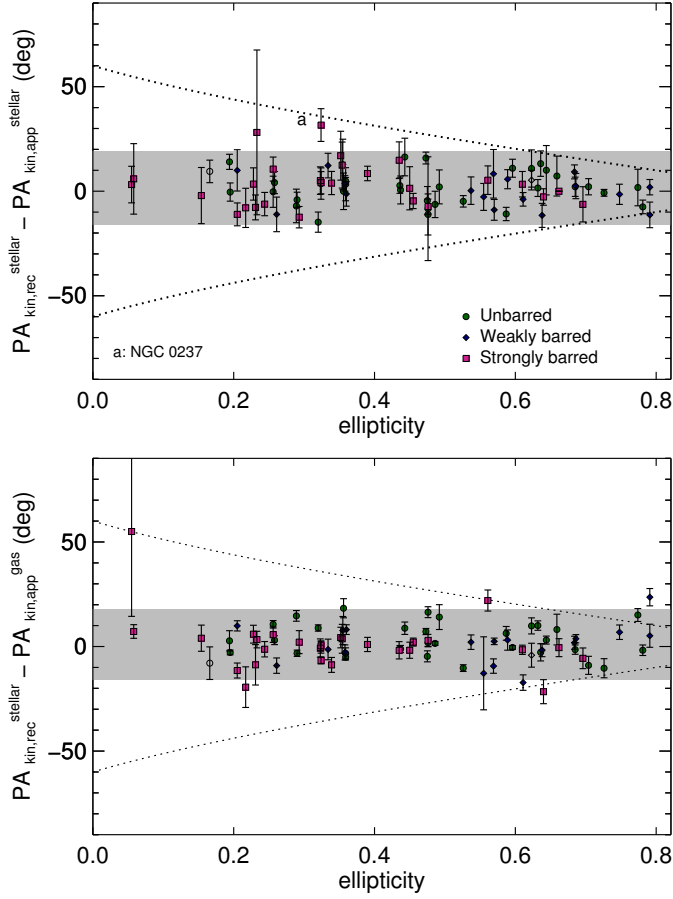 PA kin,rec stellar − PA kin,app stellar (deg)
50
0
−50
a
Unbarred
Weakly barred
Strongly barred
a: NGC 0237
0.0 0.2 0.4 0.6 0.8
ellipticity
PA kin,rec stellar − PA kin,app gas (deg)
50
0
−50
0.0 0.2 0.4 0.6 0.8
ellipticity